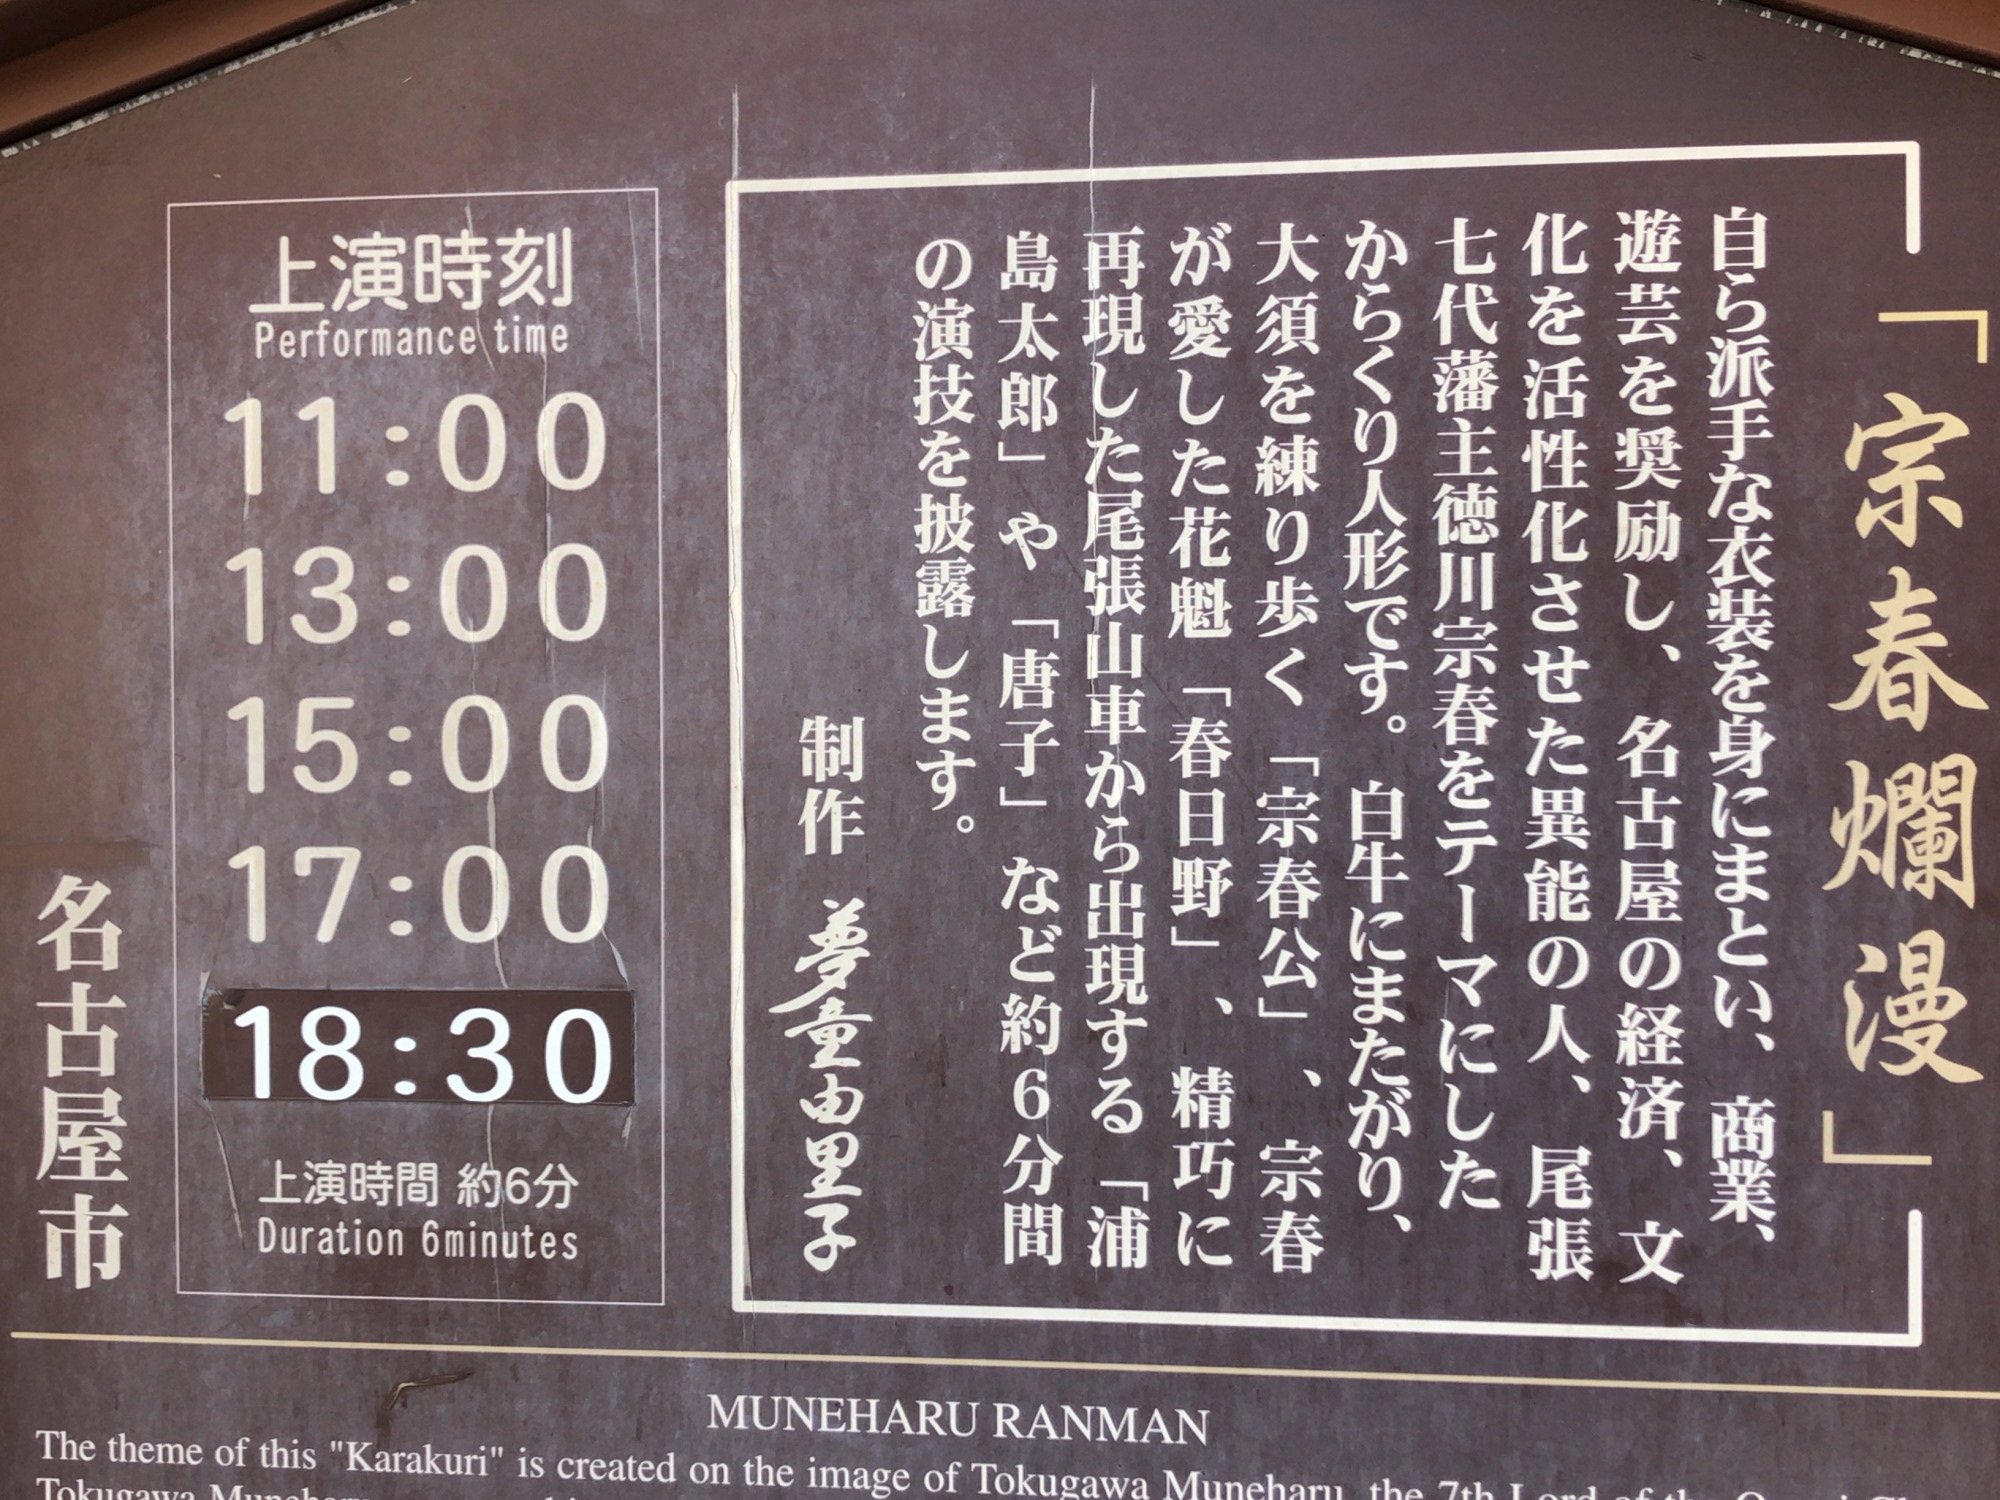 「宗春爛漫」
自ら派手な衣装を身にまとい、商業、
遊芸を奨励し、名古屋の経済、文
化を活性化させた異能の人、尾張
七代藩主徳川宗春をテーマにした
からくり人形です。白牛にまたがり、
大須を練り歩く「宗春公」、宗春
が愛した花魁「春日野」、精巧に
再現した尾張山車から出現する「浦
島太郎」や「唐子」など約6分間
の演技を披露します。
制作 夢童由里子
上演時刻
Performance time
11:00
13:00
15:00
17:00
18:30
上演時間 約6分
Duration 6minutes
名古屋市
MUNEHARU RANMAN
The theme of this "Karakuri" is created on the image of Tokugawa Muneharu, the 7th Lord of the
Tokugawa